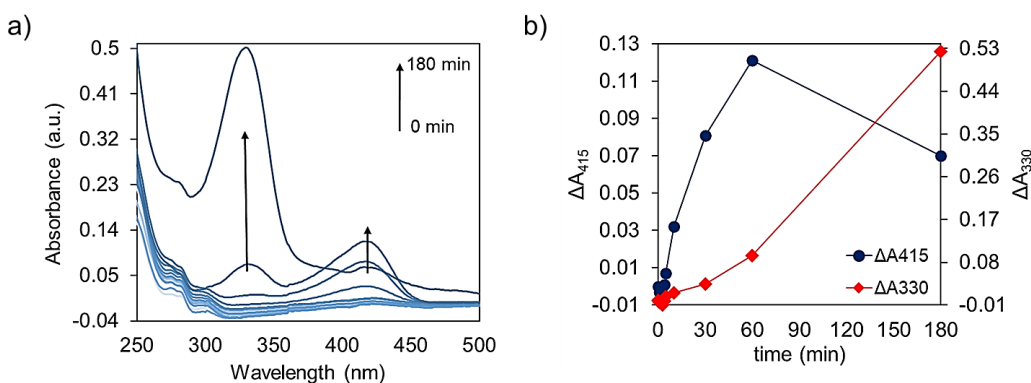 a)
Absorbance (a.u.)
0.5
0.41
0.32
0.23
0.14
0.05
-0.04
180 min
0 min
250 300 350 400 450 500
Wavelength (nm)
b)
ΔA415
0.13
0.11
0.09
0.07
0.05
0.03
0.01
-0.01
0.53
0.44
0.35
0.26
0.17
0.08
-0.01
ΔA330
ΔA415
ΔA330
0 30 60 90 120 150 180
time (min)